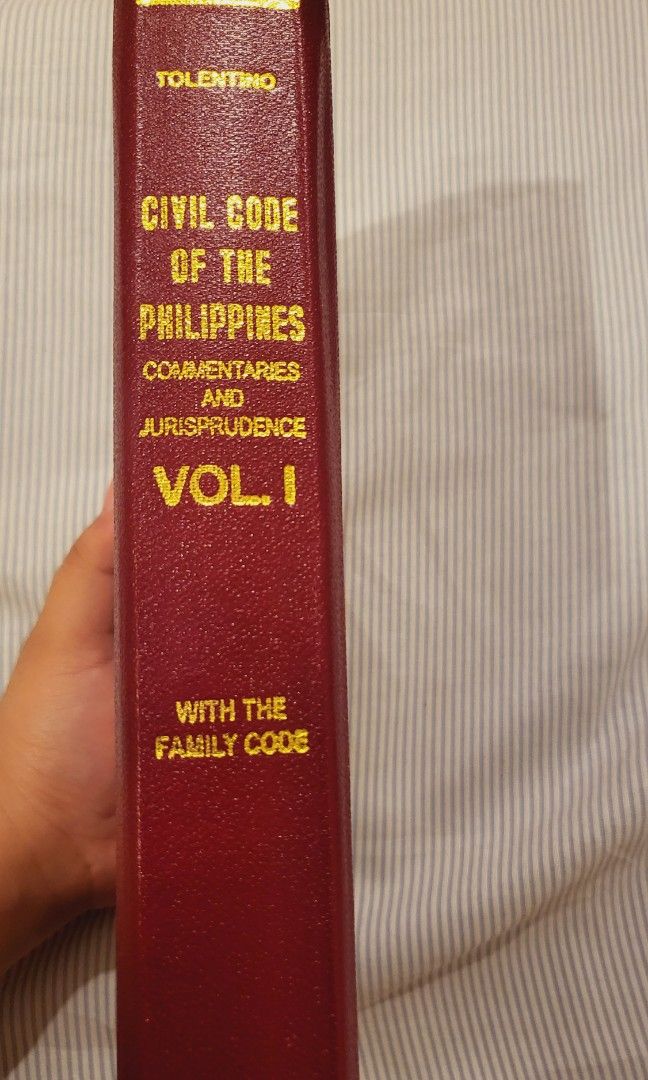 TOLENTINO
CIVIL CODE
OF THE
PHILIPPINES
COMMENTARIES
AND
JURISPRUDENCE
VOL. I
WITH THE
FAMILY CODE